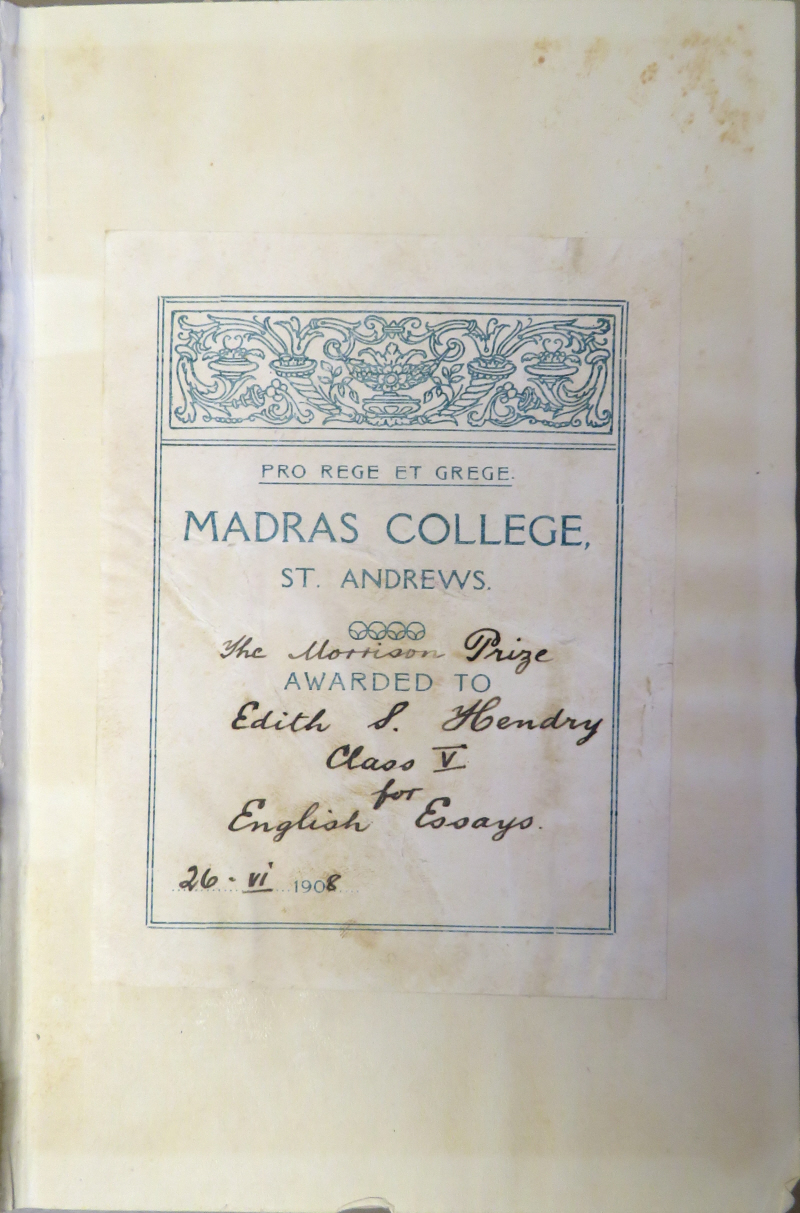 PRO REGE ET GREGE.
MADRAS COLLEGE,
ST. ANDREWS.
The Morrison Prize
AWARDED TO
Edith S. Hendry
Class V
for
English Essays.
26 - vi 1908